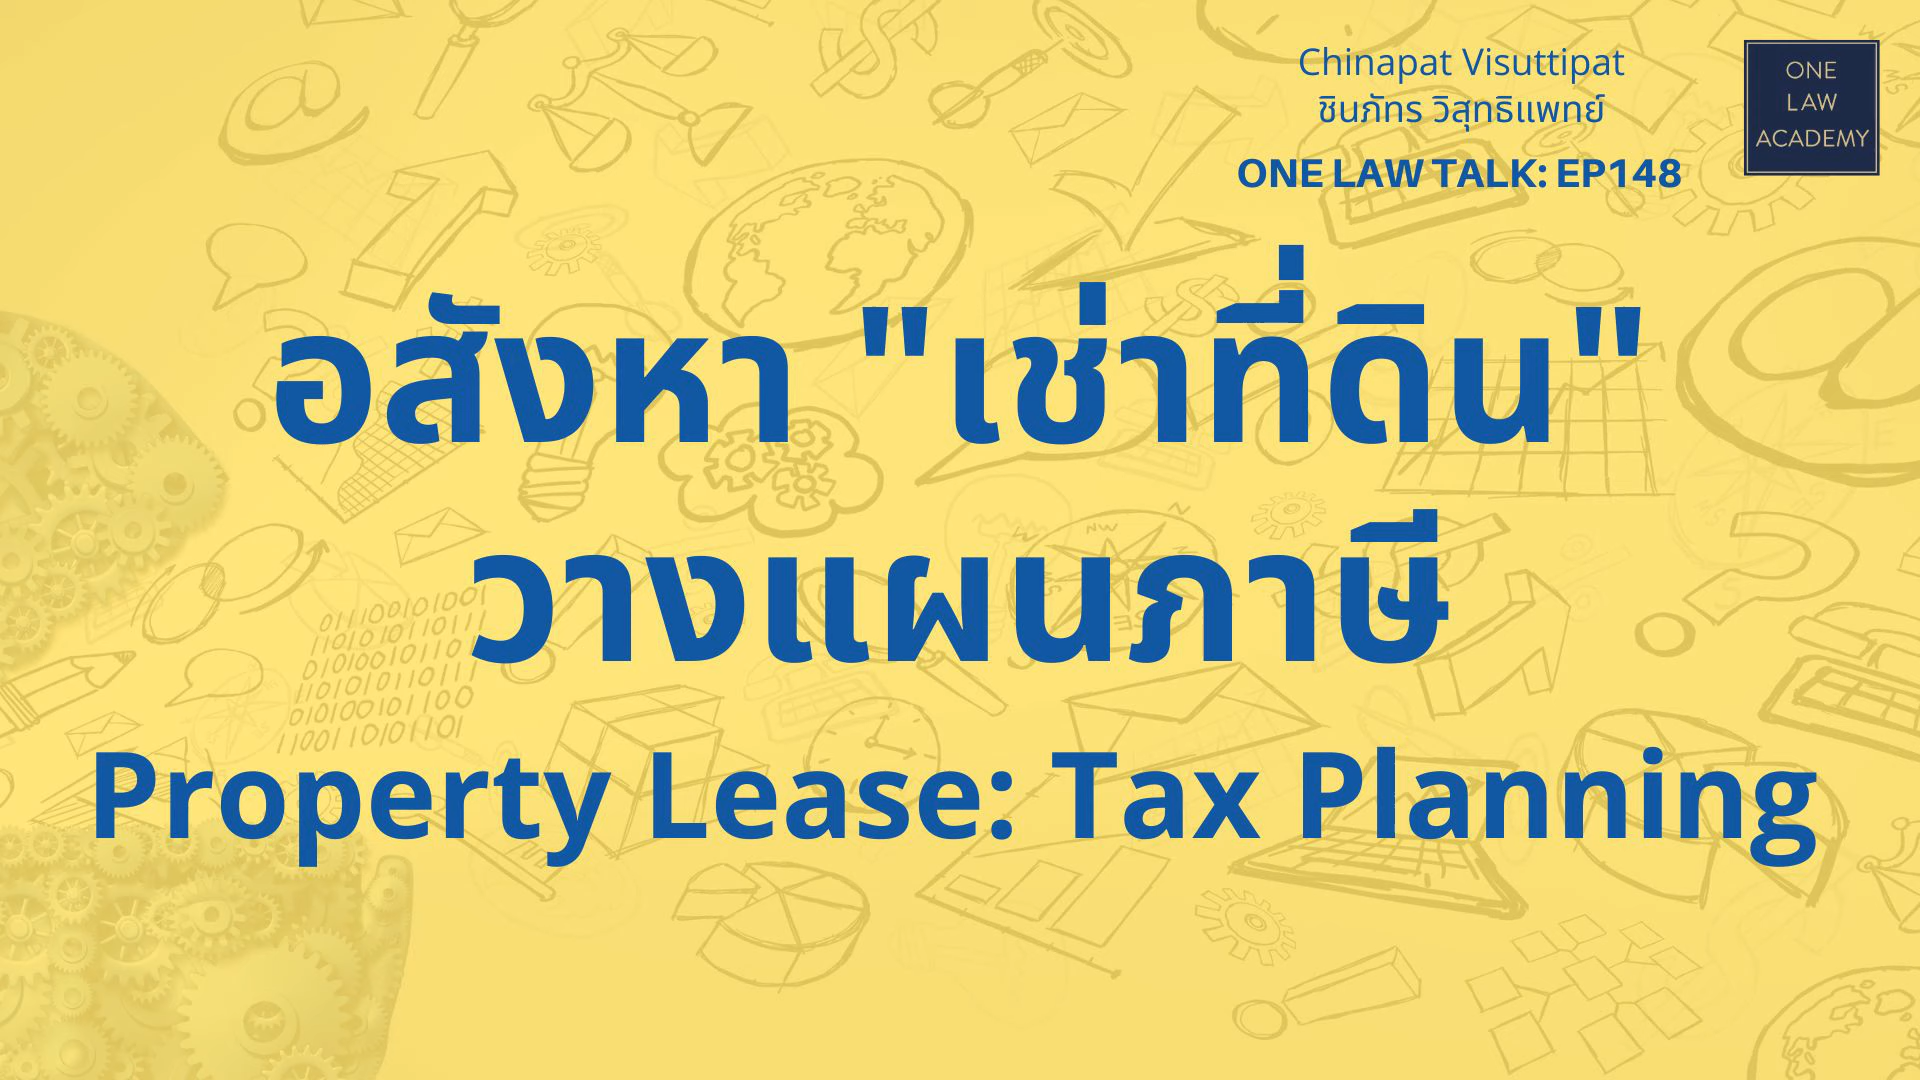 Chinapat Visuttipat
ชินภัทร วิสุทธิแพทย์
ONE LAW TALK: EP148
ONE
LAW
ACADEMY
อสังหา "เช่าที่ดิน"
วางแผนภาษี
Property Lease: Tax Planning